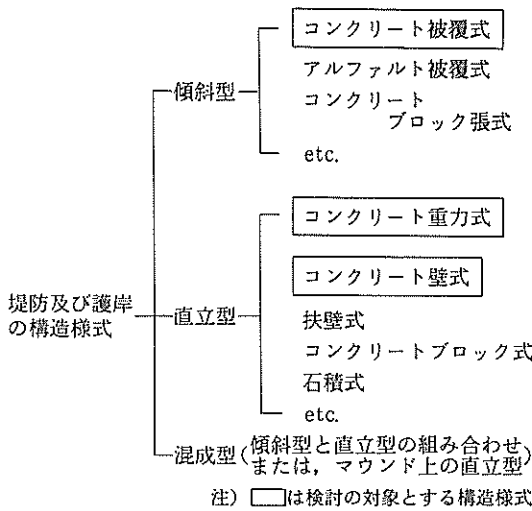 コンクリート被覆式
アルファルト被覆式
傾斜型
コンクリート
ブロック張式
etc.
コンクリート重力式
コンクリート壁式
堤防及び護岸
の構造様式
直立型
扶壁式
コンクリートブロック式
石積式
etc.
混成型(傾斜型と直立型の組み合わせ
または,マウンド上の直立型)
注) □は検討の対象とする構造様式